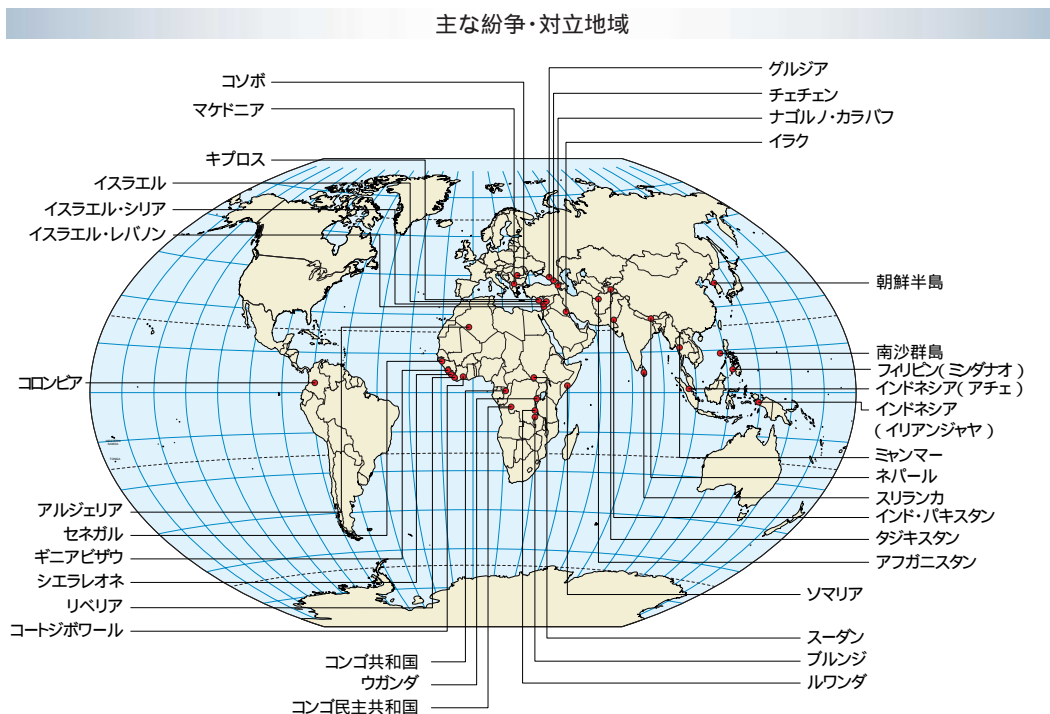 主な紛争・対立地域
コソボ
マケドニア
キプロス
イスラエル
イスラエル・シリア
イスラエル・レバノン
グルジア
チェチェン
ナゴルノ・カラバフ
イラク
朝鮮半島
南沙群島
フィリピン(ミンダナオ)
インドネシア(アチェ)
インドネシア
(イリアンジャヤ)
ミャンマー
ネパール
スリランカ
インド・パキスタン
タジキスタン
アフガニスタン
ソマリア
スーダン
ブルンジ
ルワンダ
コロンビア
アルジェリア
セネガル
ギニアビザウ
シエラレオネ
リベリア
コートジボワール
コンゴ共和国
ウガンダ
コンゴ民主共和国